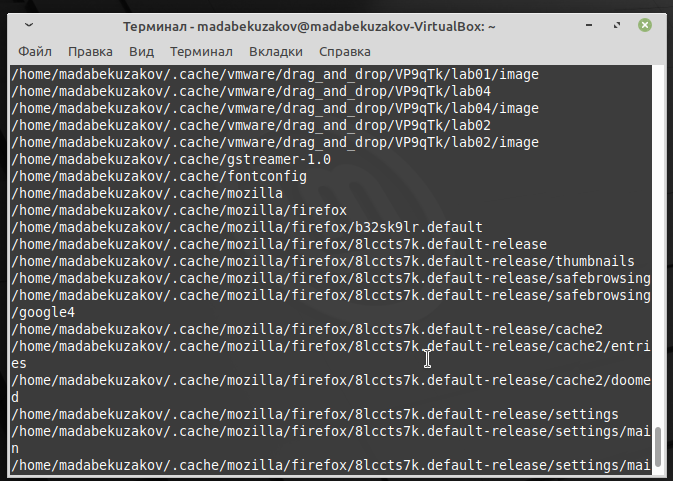 Терминал - madabekuzakov@madabekuzakov-VirtualBox: ~
Файл Правка Вид Терминал Вкладки Справка
/home/madabekuzakov/.cache/vmware/drag_and_drop/VP9qTk/lab01/image
/home/madabekuzakov/.cache/vmware/drag_and_drop/VP9qTk/lab04
/home/madabekuzakov/.cache/vmware/drag_and_drop/VP9qTk/lab04/image
/home/madabekuzakov/.cache/vmware/drag_and_drop/VP9qTk/lab02
/home/madabekuzakov/.cache/vmware/drag_and_drop/VP9qTk/lab02/image
/home/madabekuzakov/.cache/gstreamer-1.0
/home/madabekuzakov/.cache/fontconfig
/home/madabekuzakov/.cache/mozilla
/home/madabekuzakov/.cache/mozilla/firefox
/home/madabekuzakov/.cache/mozilla/firefox/b32sk9lr.default
/home/madabekuzakov/.cache/mozilla/firefox/8lccts7k.default-release
/home/madabekuzakov/.cache/mozilla/firefox/8lccts7k.default-release/thumbnails
/home/madabekuzakov/.cache/mozilla/firefox/8lccts7k.default-release/safebrowsing
/home/madabekuzakov/.cache/mozilla/firefox/8lccts7k.default-release/safebrowsing
/google4
/home/madabekuzakov/.cache/mozilla/firefox/8lccts7k.default-release/cache2
/home/madabekuzakov/.cache/mozilla/firefox/8lccts7k.default-release/cache2/entri
es
/home/madabekuzakov/.cache/mozilla/firefox/8lccts7k.default-release/cache2/doome
d
/home/madabekuzakov/.cache/mozilla/firefox/8lccts7k.default-release/settings
/home/madabekuzakov/.cache/mozilla/firefox/8lccts7k.default-release/settings/mai
n
/home/madabekuzakov/.cache/mozilla/firefox/8lccts7k.default-release/settings/mai